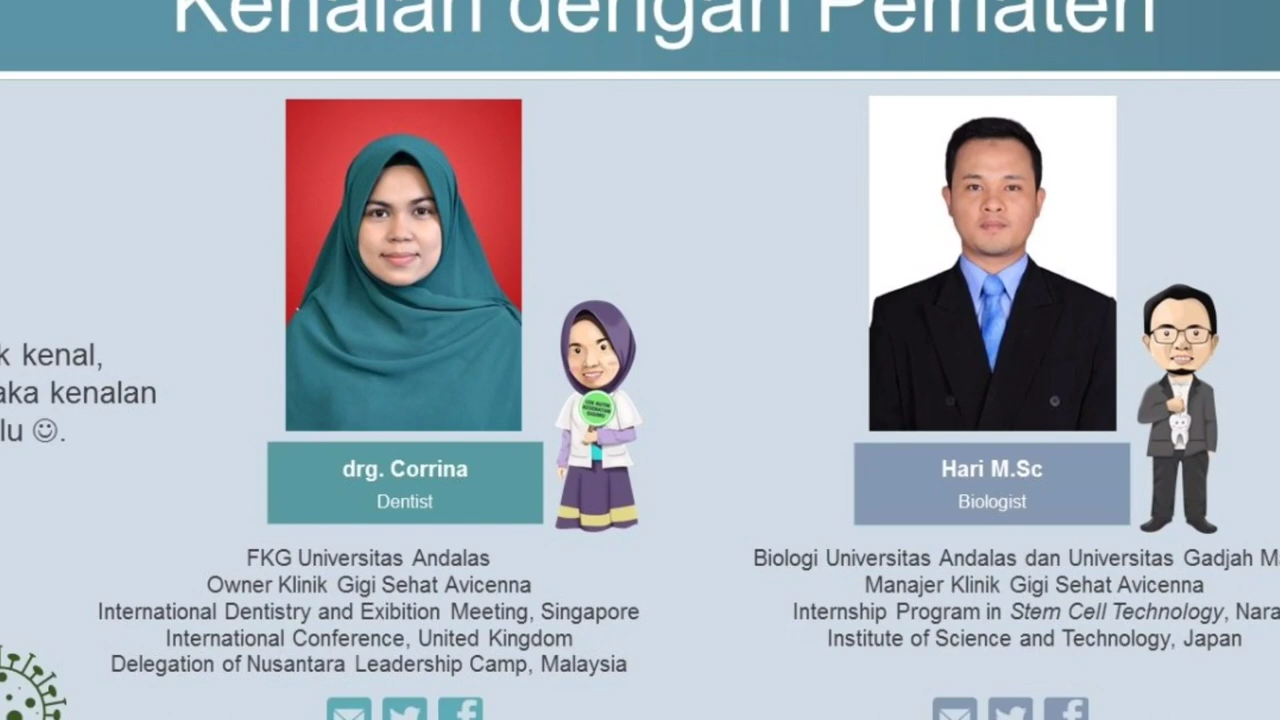 Kenalan dengan Pemateri
k kenal,
aka kenalan
lu ☺.
drg. Corrina
Dentist
FKG Universitas Andalas
Owner Klinik Gigi Sehat Avicenna
International Dentistry and Exibition Meeting, Singapore
International Conference, United Kingdom
Delegation of Nusantara Leadership Camp, Malaysia
Hari M.Sc
Biologist
Biologi Universitas Andalas dan Universitas Gadjah M
Manajer Klinik Gigi Sehat Avicenna
Internship Program in Stem Cell Technology, Nara
Institute of Science and Technology, Japan